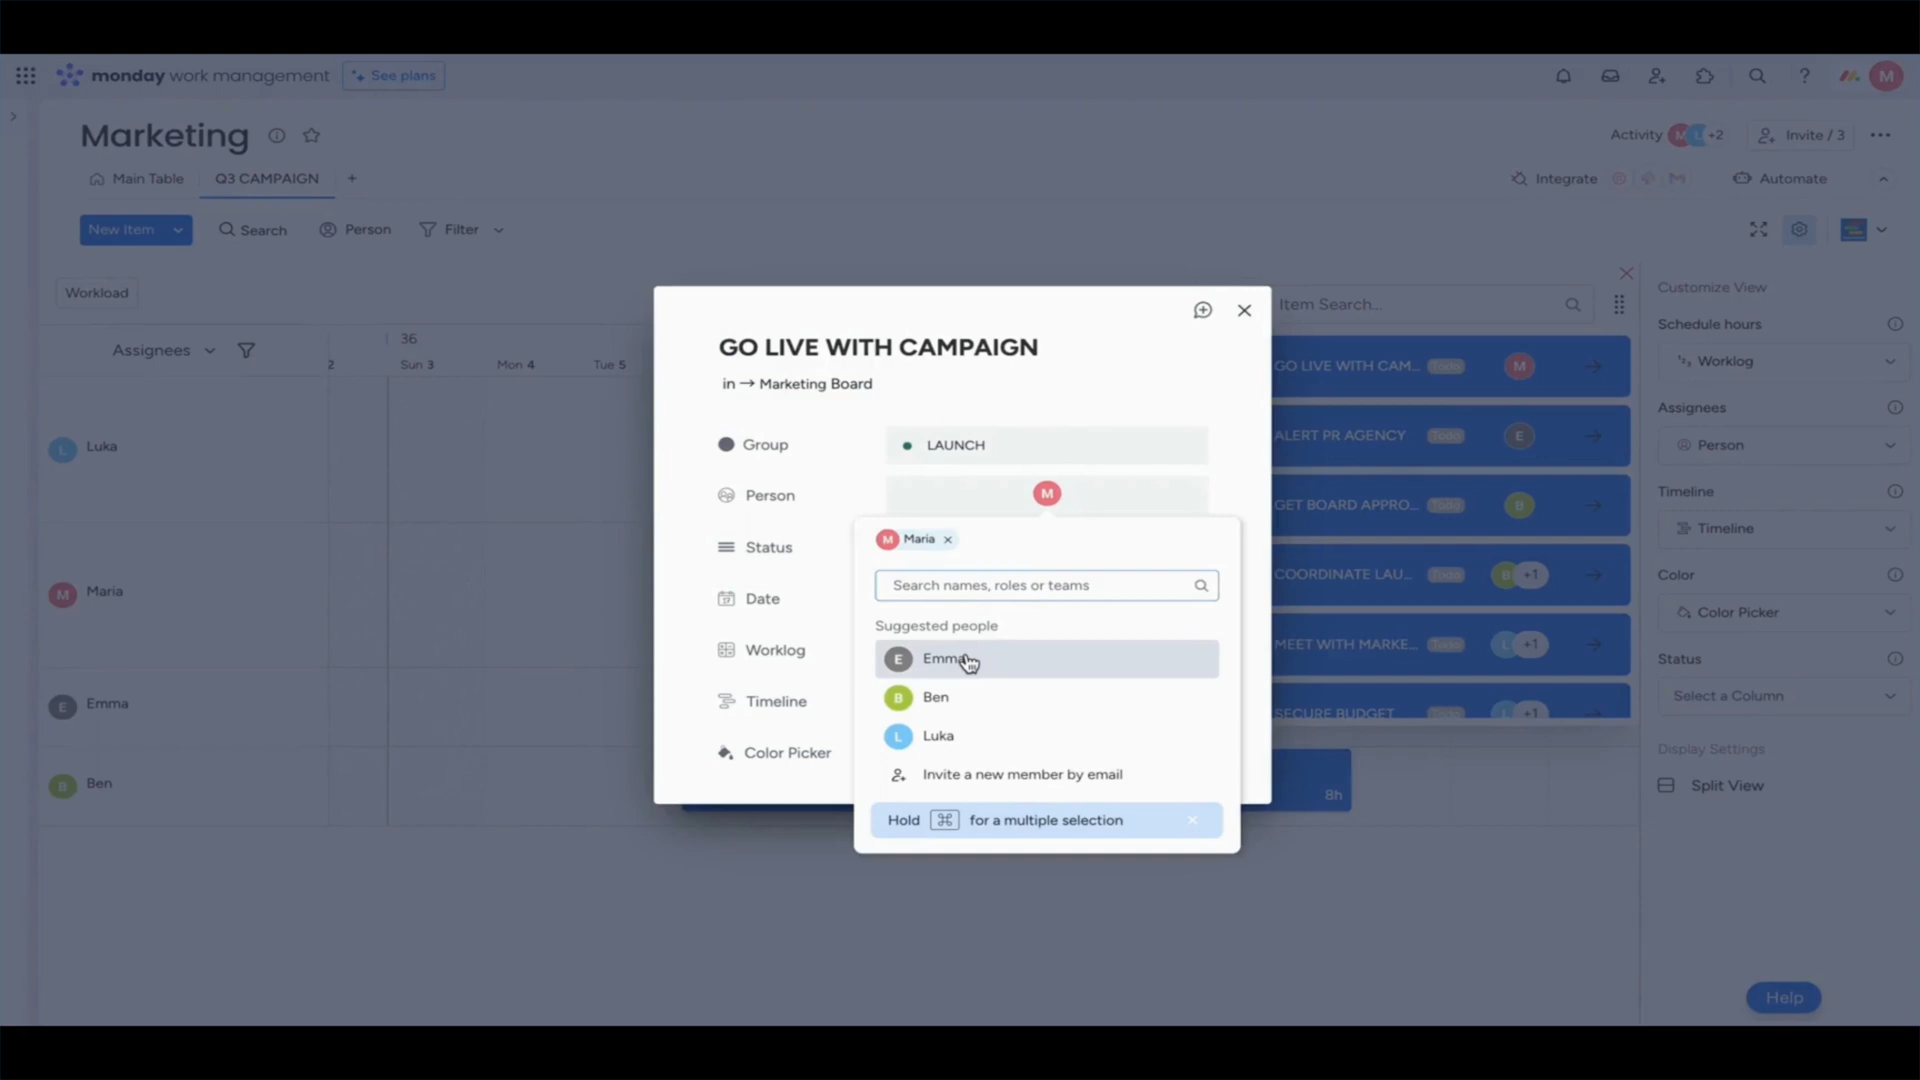 monday work management
See plans
M
Marketing
Activity M L +2
Invite / 3
Main Table
Q3 CAMPAIGN
Integrate
Automate
New Item
Search
Person
Filter
Workload
Assignees
36
2
Sun 3
Mon 4
Tue 5
L Luka
M Maria
E Emma
B Ben
GO LIVE WITH CAMPAIGN
in → Marketing Board
Group
LAUNCH
Person
M
Status
Date
Worklog
Timeline
Color Picker
M Maria
Search names, roles or teams
Suggested people
E Emma
B Ben
L Luka
Invite a new member by email
Hold ⌘ for a multiple selection
8h
Item Search...
GO LIVE WITH CAM... Todo M
ALERT PR AGENCY Todo E
GET BOARD APPRO... Todo B
COORDINATE LAU... Todo B +1
MEET WITH MARKE... Todo L +1
SECURE BUDGET Todo L +1
Customize View
Schedule hours
Worklog
Assignees
Person
Timeline
Timeline
Color
Color Picker
Status
Select a Column
Display Settings
Split View
Help